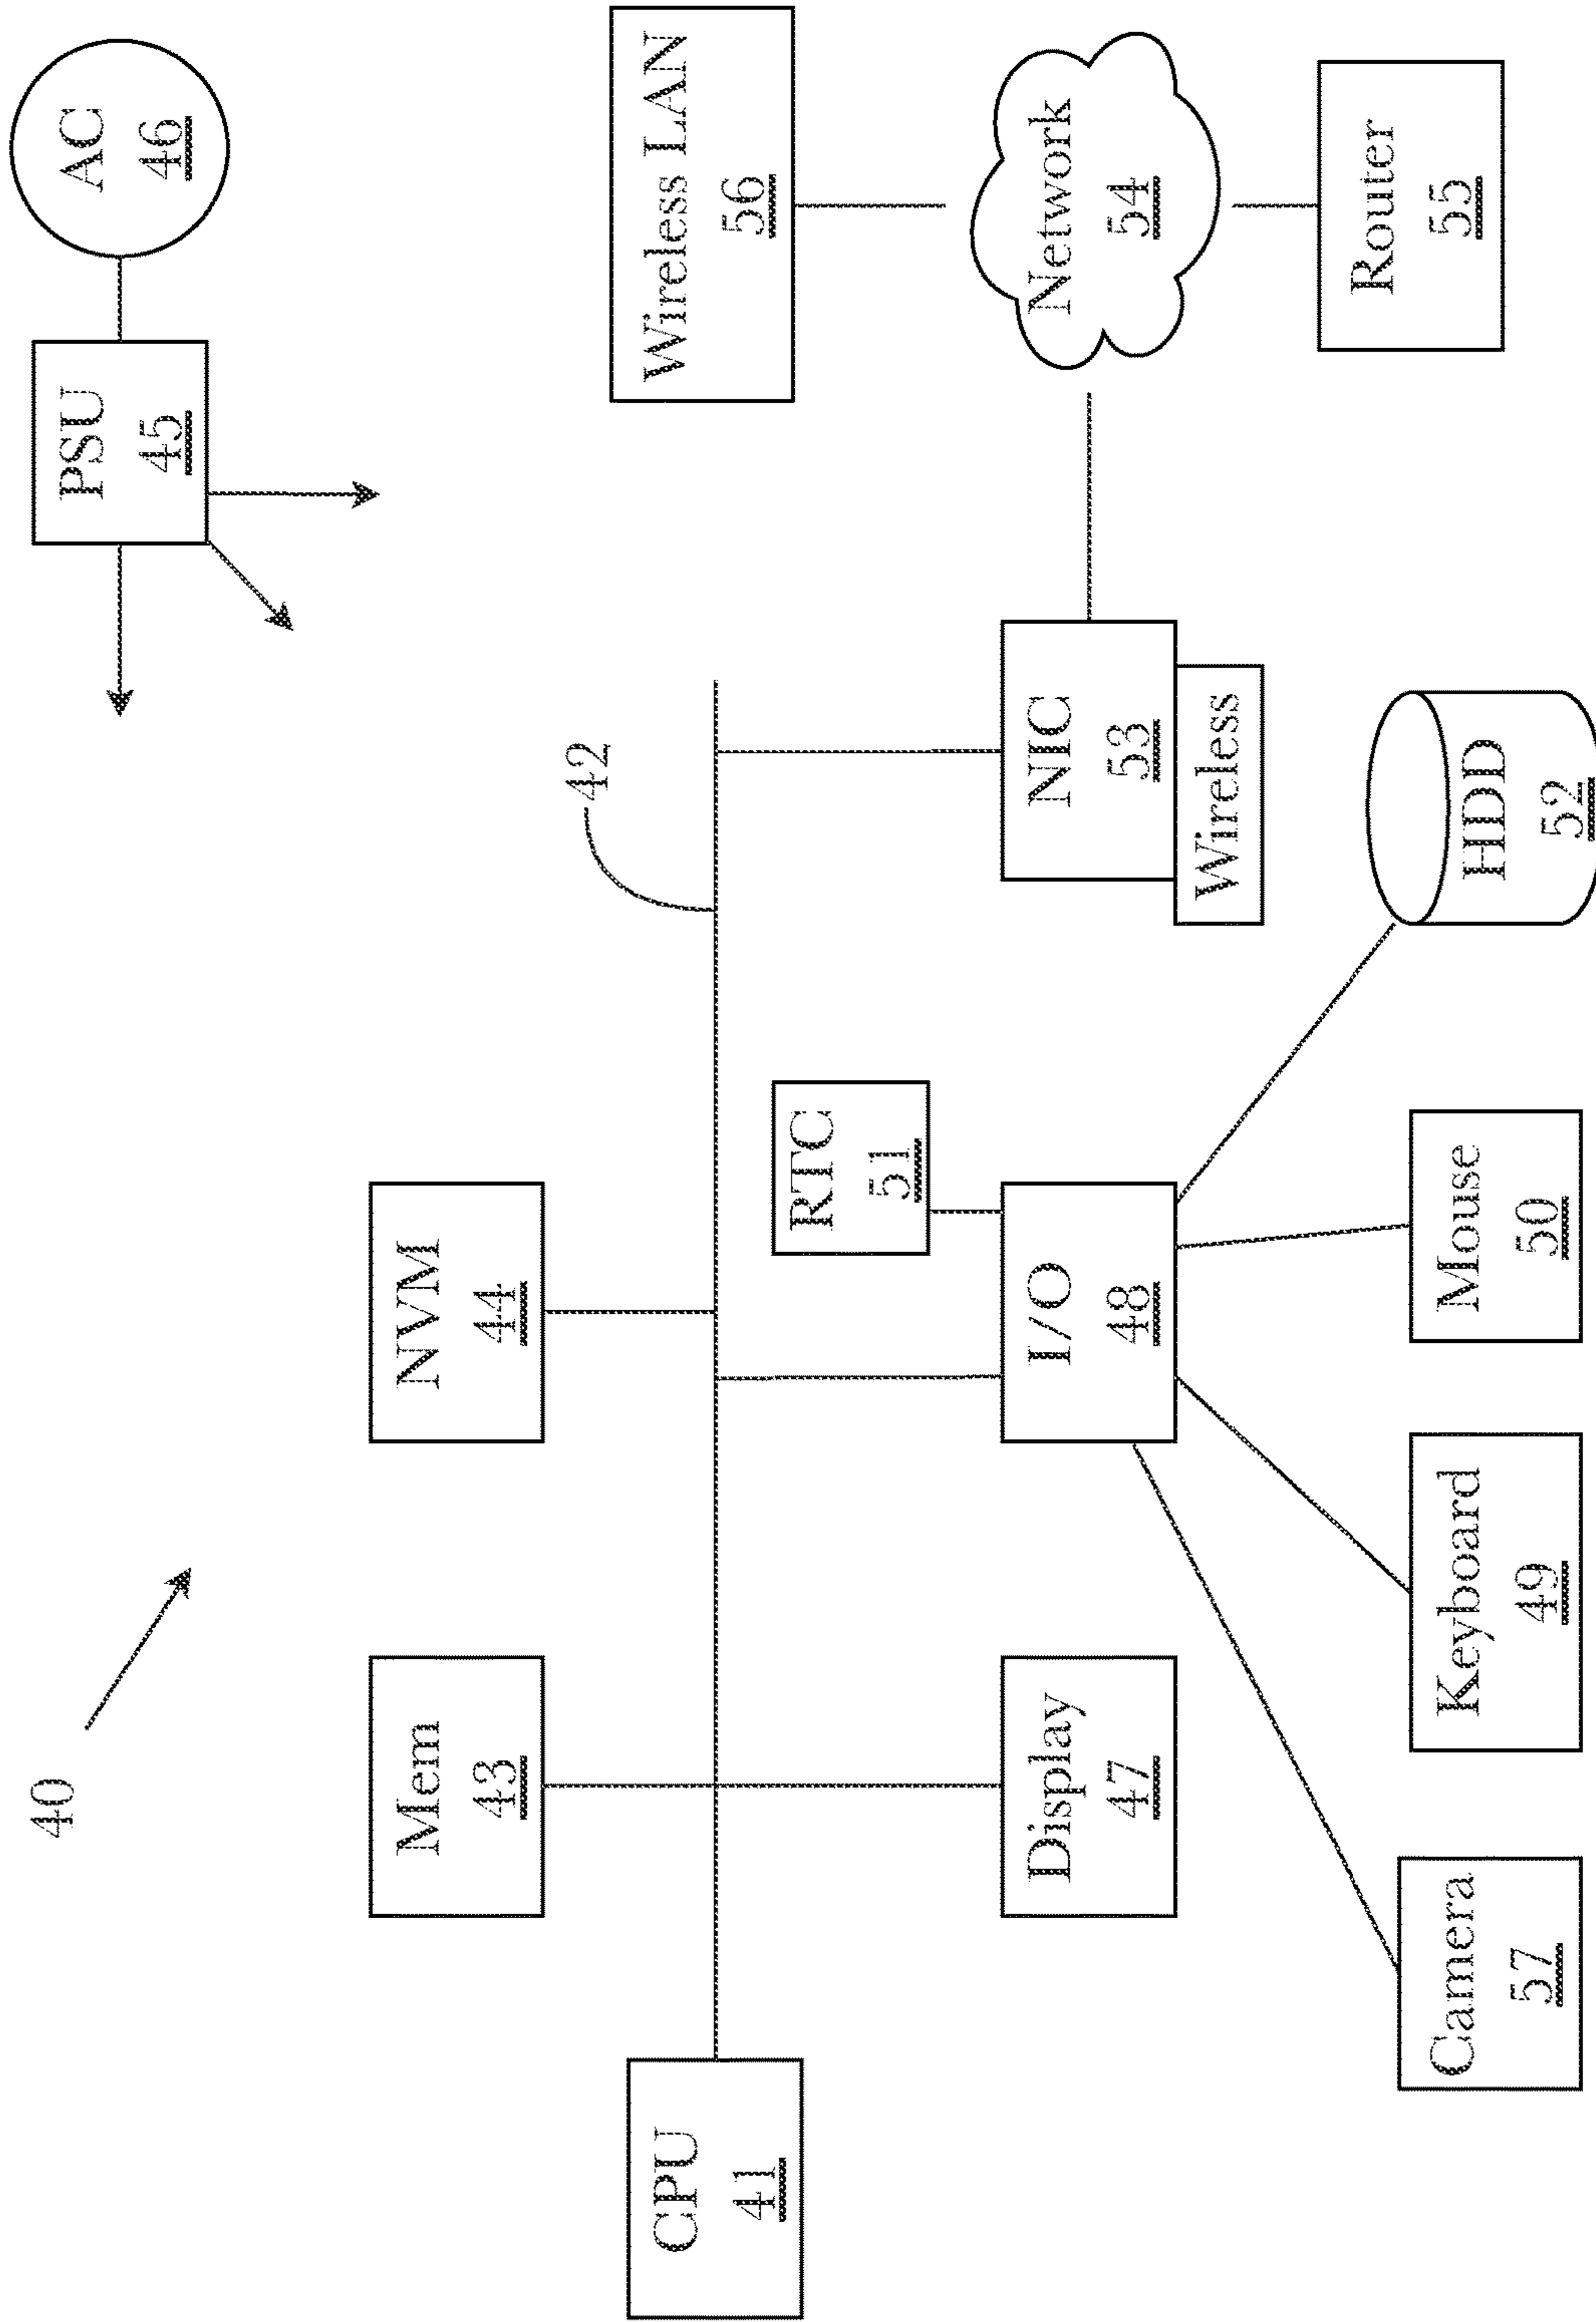 40
PSU
45
AC
46
Mem
43
NVM
44
42
Wireless LAN
56
CPU
41
RTC
51
Display
47
I/O
48
NIC
53
Wireless
Network
54
Camera
57
Keyboard
49
Mouse
50
HDD
52
Router
55